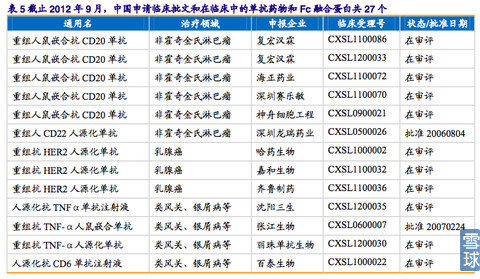 表 5 截止 2012 年 9 月，中国申请临床批文和在临床中的单抗药物和 Fc 融合蛋白共 27 个
通用名 治疗领域 申报企业 临床受理号 状态/批准日期
重组人鼠嵌合抗 CD20 单抗 非霍奇金氏淋巴瘤 复宏汉霖 CXSL1100086 在审评
重组人鼠嵌合抗 CD20 单抗 非霍奇金氏淋巴瘤 复宏汉霖 CXSL1200033 在审评
重组人鼠嵌合抗 CD20 单抗 非霍奇金氏淋巴瘤 海正药业 CXSL1100072 在审评
重组人鼠嵌合抗 CD20 单抗 非霍奇金氏淋巴瘤 深圳赛乐敏 CXSL1100070 在审评
重组人鼠嵌合抗 CD20 单抗 非霍奇金氏淋巴瘤 神舟细胞工程 CXSL0900021 在审评
重组人 CD22 人源化单抗 非霍奇金氏淋巴瘤 深圳龙瑞药业 CXSL0500026 批准 20060804
重组抗 HER2 人源化单抗 乳腺癌 哈药生物 CXSL1000002 在审评
重组抗 HER2 人源化单抗 乳腺癌 嘉和生物 CXSL1100032 在审评
重组抗 HER2 人源化单抗 乳腺癌 齐鲁制药 CXSL1100036 在审评
人源化抗 TNFα单抗注射液 类风关、银屑病等 沈阳三生 CXSL1200035 在审评
重组抗 TNF-α人鼠嵌合单抗 类风关、银屑病等 张江生物 CXSL0600007 批准 20070224
重组抗 TNF-α人源化单抗 类风关、银屑病等 丽珠单抗生物 CXSL1200030 在审评
人源化抗 CD6 单抗注射液 类风关、银屑病等 百泰生物 CXSL1000022 在审评
雪球